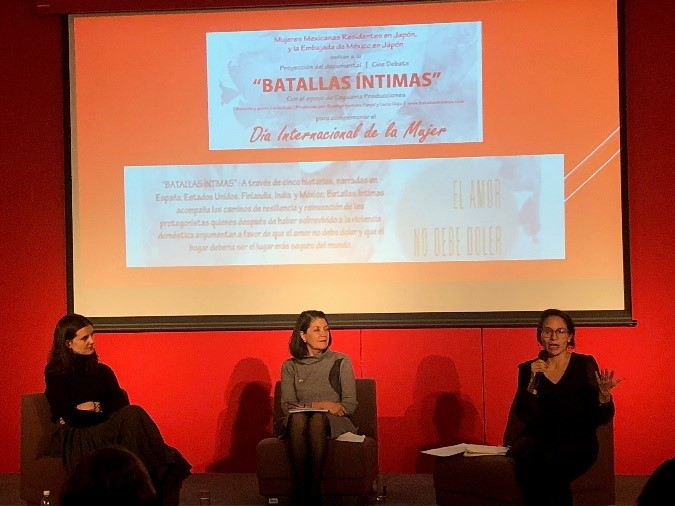 Mujeres Mexicanas Residentes en Japón,
y la Embajada de México en Japón
invitan a la
Proyección del documental | Cine Debate
"BATALLAS ÍNTIMAS"
Con el apoyo de Producciones
para conmemorar el
Día Internacional de la Mujer
"BATALLAS ÍNTIMAS": A través de cinco historias, narradas en
España, Estados Unidos, Finlandia, India y México, Batallas Íntimas
acompaña los caminos de resiliencia y reinvención de las
protagonistas quienes después de haber sobrevivido a la violencia
doméstica argumentan a favor de que el amor no debe doler y que el
hogar debería ser el lugar más seguro del mundo.
EL AMOR
NO DEBE DOLER